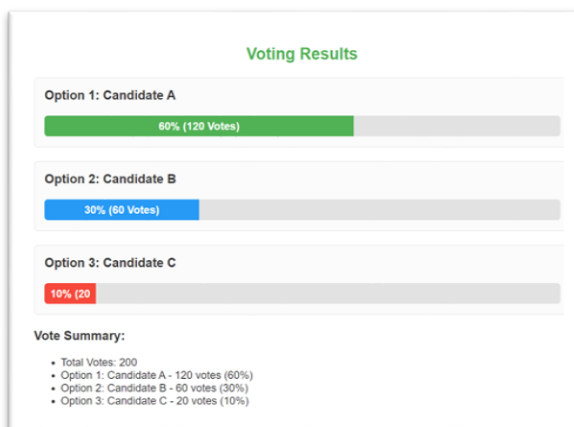 Voting Results
Option 1: Candidate A
60% (120 Votes)
Option 2: Candidate B
30% (60 Votes)
Option 3: Candidate C
10% (20
Vote Summary:
• Total Votes: 200
• Option 1: Candidate A - 120 votes (60%)
• Option 2: Candidate B - 60 votes (30%)
• Option 3: Candidate C - 20 votes (10%)